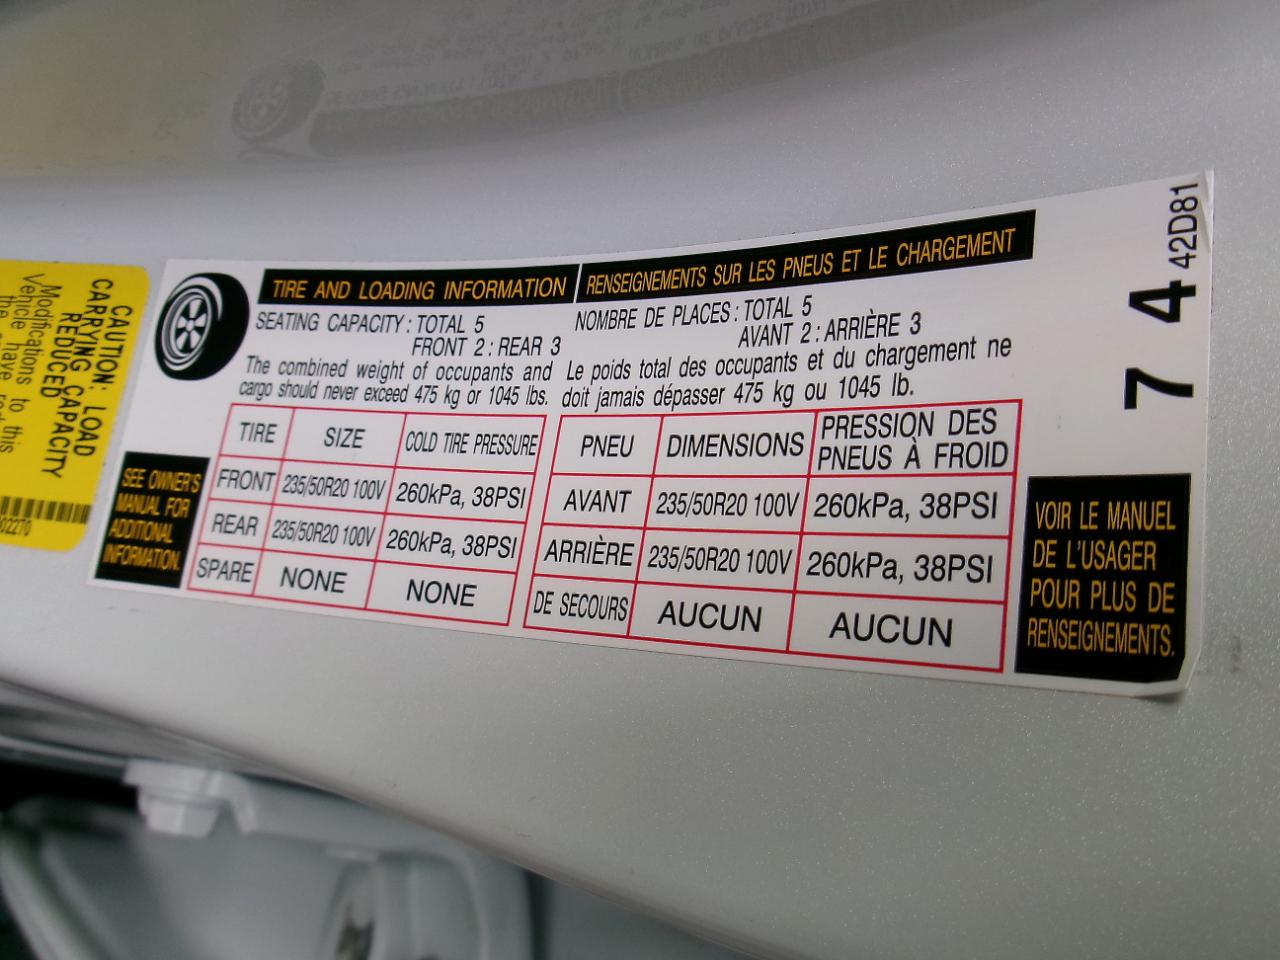 CAUTION: LOAD
CARRYING CAPACITY
REDUCED
Modifications to
Vehicle have
this
02270
TIRE AND LOADING INFORMATION
SEATING CAPACITY: TOTAL 5
FRONT 2: REAR 3
The combined weight of occupants and
cargo should never exceed 475 kg or 1045 lbs.
TIRE SIZE COLD TIRE PRESSURE
FRONT 235/50R20 100V 260kPa, 38PSI
REAR 235/50R20 100V 260kPa, 38PSI
SPARE NONE NONE
SEE OWNER'S
MANUAL FOR
ADDITIONAL
INFORMATION.
RENSEIGNEMENTS SUR LES PNEUS ET LE CHARGEMENT
NOMBRE DE PLACES: TOTAL 5
AVANT 2: ARRIÈRE 3
Le poids total des occupants et du chargement ne
doit jamais dépasser 475 kg ou 1045 lb.
PNEU DIMENSIONS PRESSION DES
PNEUS À FROID
AVANT 235/50R20 100V 260kPa, 38PSI
ARRIÈRE 235/50R20 100V 260kPa, 38PSI
DE SECOURS AUCUN AUCUN
VOIR LE MANUEL
DE L'USAGER
POUR PLUS DE
RENSEIGNEMENTS.
7 4 42D81